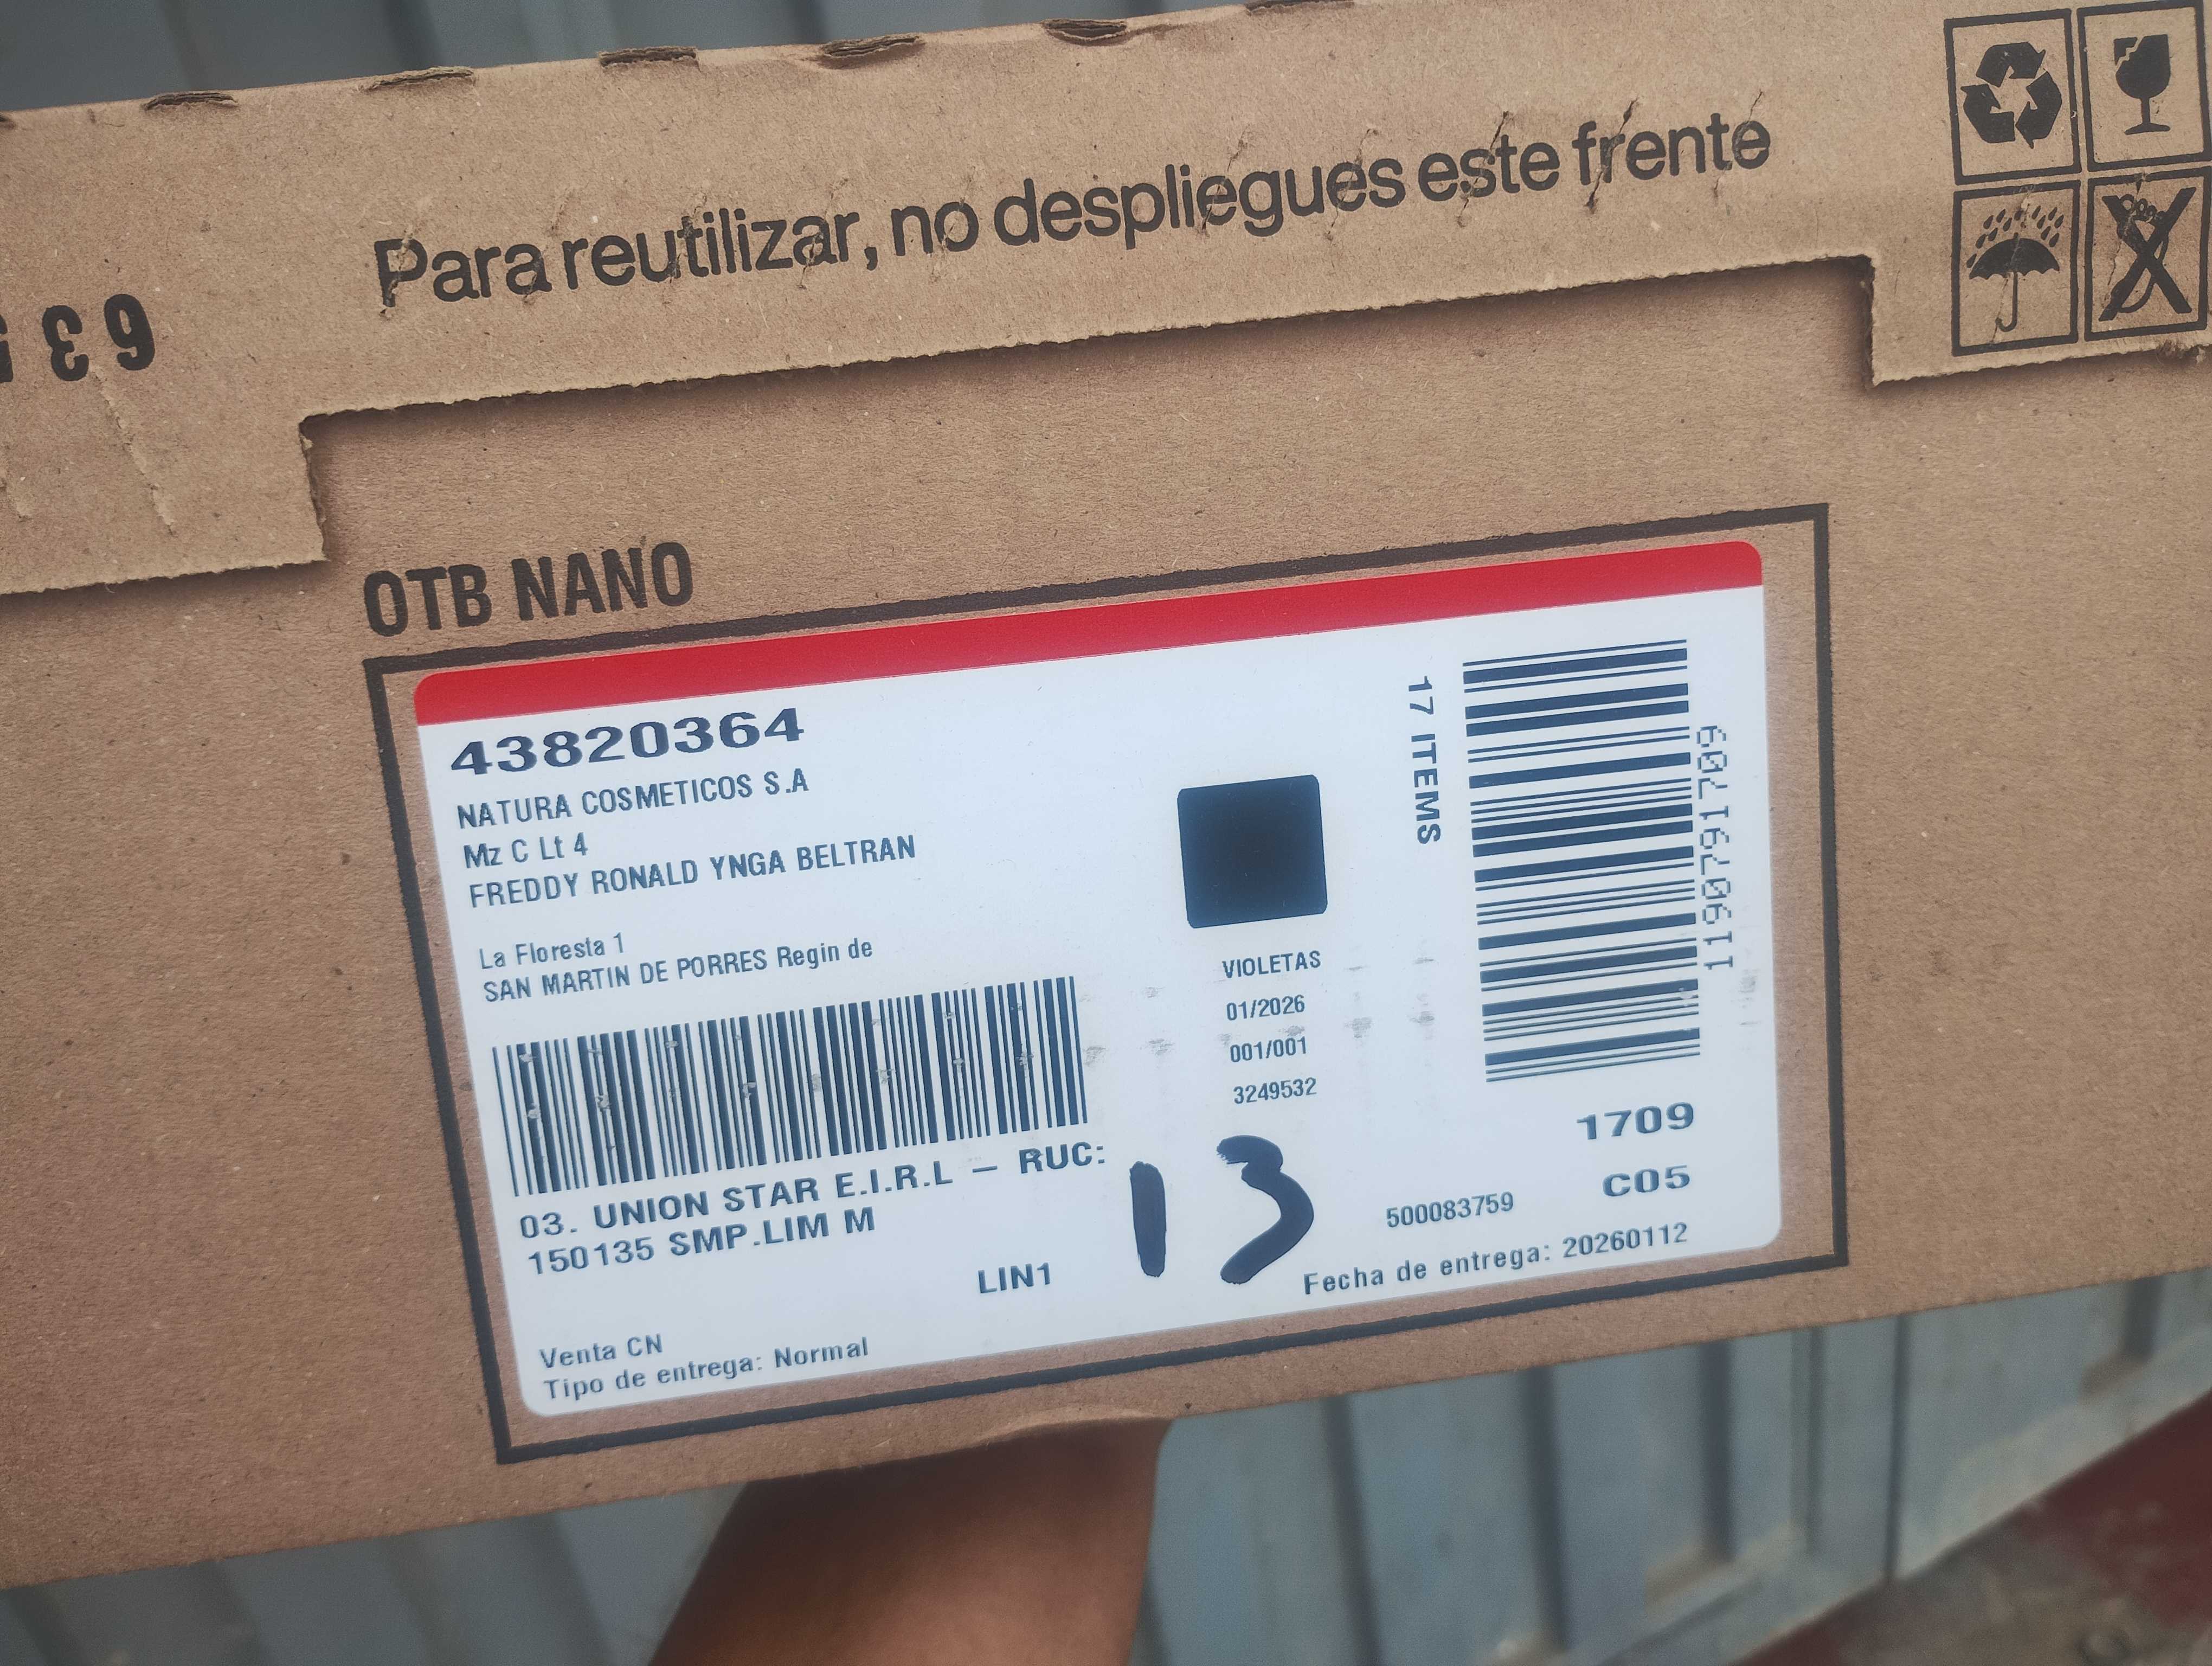 Para reutilizar, no despliegues este frente
63
OTB NANO
43820364
NATURA COSMETICOS S.A
Mz C Lt 4
FREDDY RONALD YNGA BELTRAN
La Floresta 1
SAN MARTIN DE PORRES Regin de
03. UNION STAR E.I.R.L – RUC:
150135 SMP.LIM M
LIN1
Venta CN
Tipo de entrega: Normal
VIOLETAS
01/2026
001/001
3249532
13
17 ITEMS
1190791709
1709
C05
500083759
Fecha de entrega: 20260112